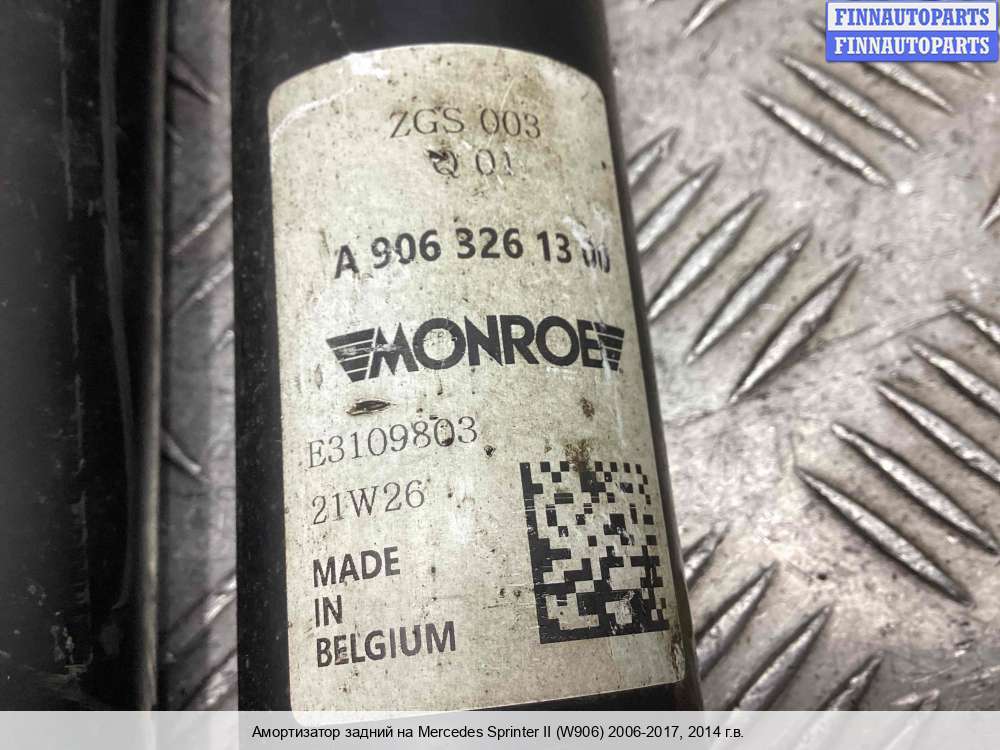 FINNAUTOPARTS
FINNAUTOPARTS
ZGS 003
Q 01
A 906 326 13 00
MONROE
E3109803
21W26
MADE
IN
BELGIUM
Амортизатор задний на Mercedes Sprinter II (W906) 2006-2017, 2014 г.в.